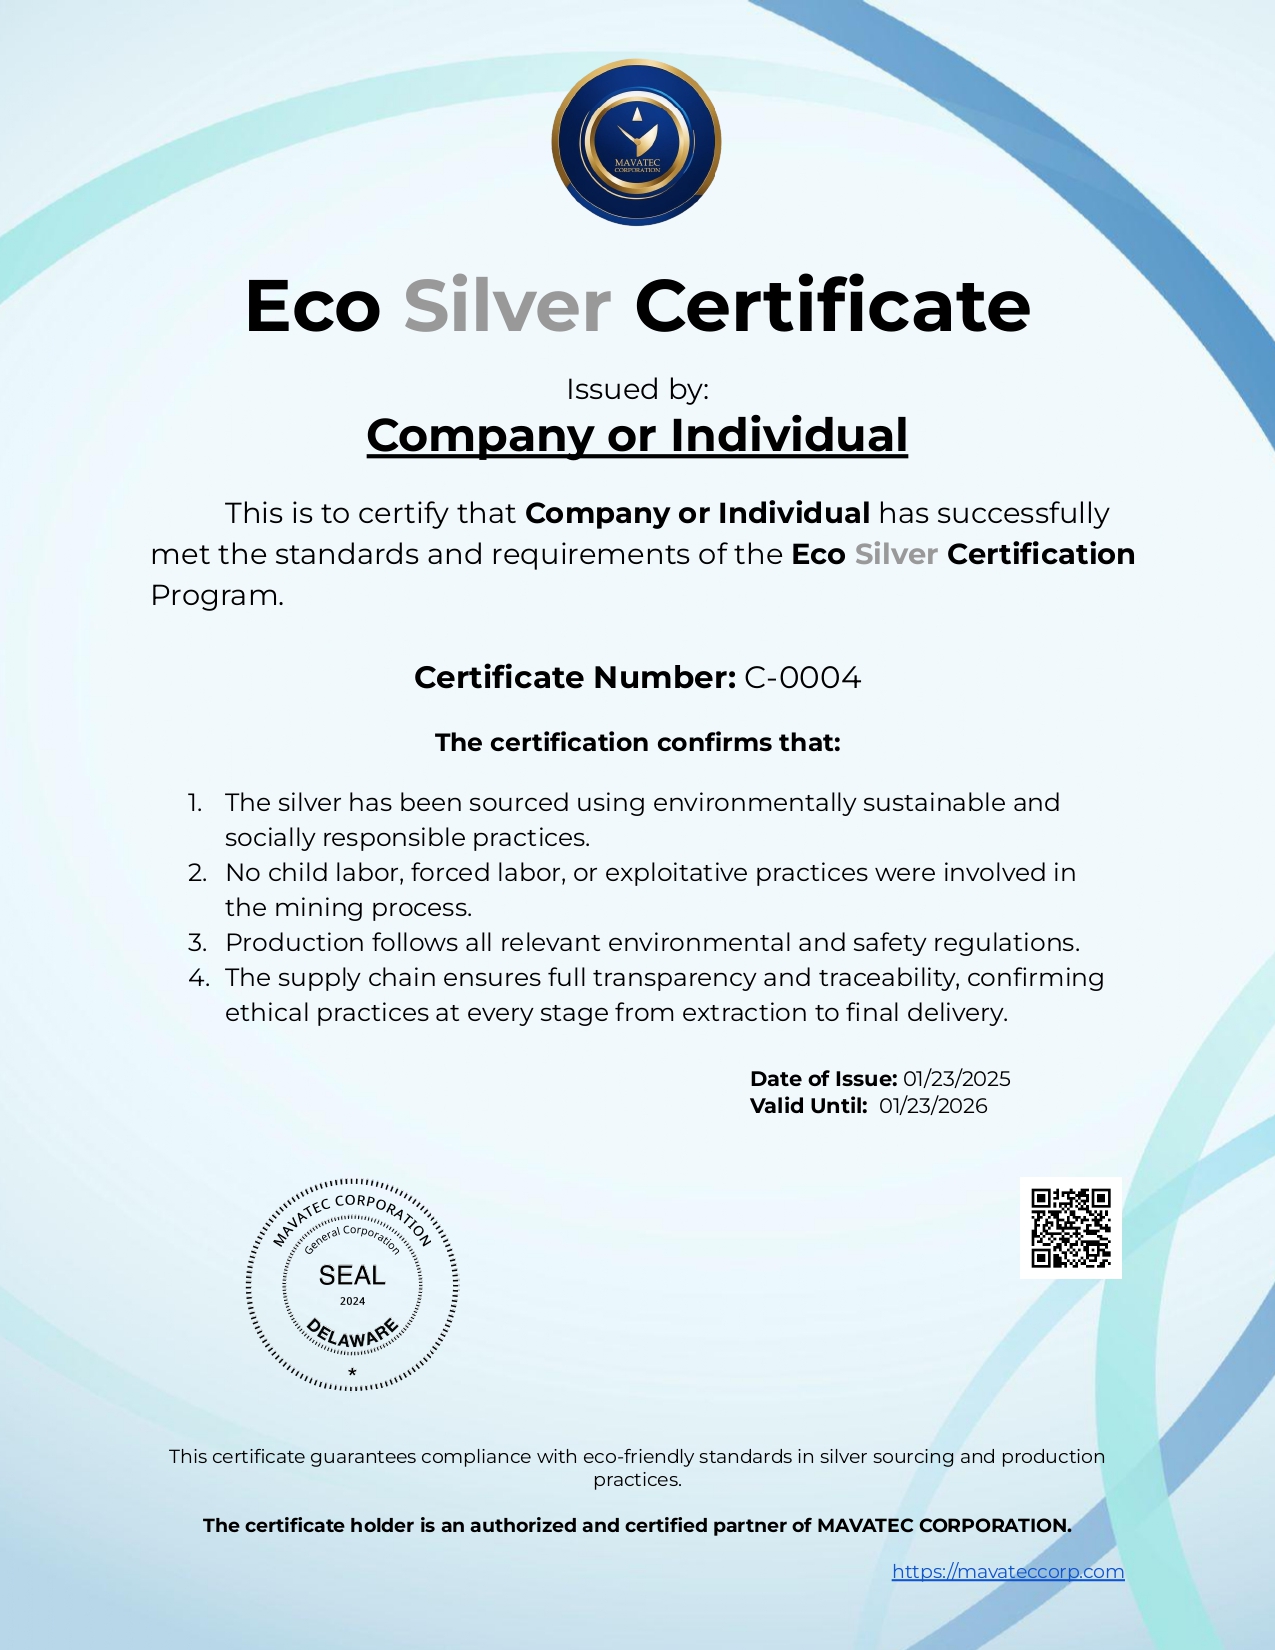 MAVATEC
CORPORATION
Eco Silver Certificate
Issued by:
Company or Individual
This is to certify that Company or Individual has successfully
met the standards and requirements of the Eco Silver Certification
Program.
Certificate Number: C-0004
The certification confirms that:
1. The silver has been sourced using environmentally sustainable and
socially responsible practices.
2. No child labor, forced labor, or exploitative practices were involved in
the mining process.
3. Production follows all relevant environmental and safety regulations.
4. The supply chain ensures full transparency and traceability, confirming
ethical practices at every stage from extraction to final delivery.
Date of Issue: 01/23/2025
Valid Until: 01/23/2026
MAVATEC CORPORATION
General Corporation
SEAL
2024
DELAWARE
*
This certificate guarantees compliance with eco-friendly standards in silver sourcing and production
practices.
The certificate holder is an authorized and certified partner of MAVATEC CORPORATION.
https://mavateccorp.com